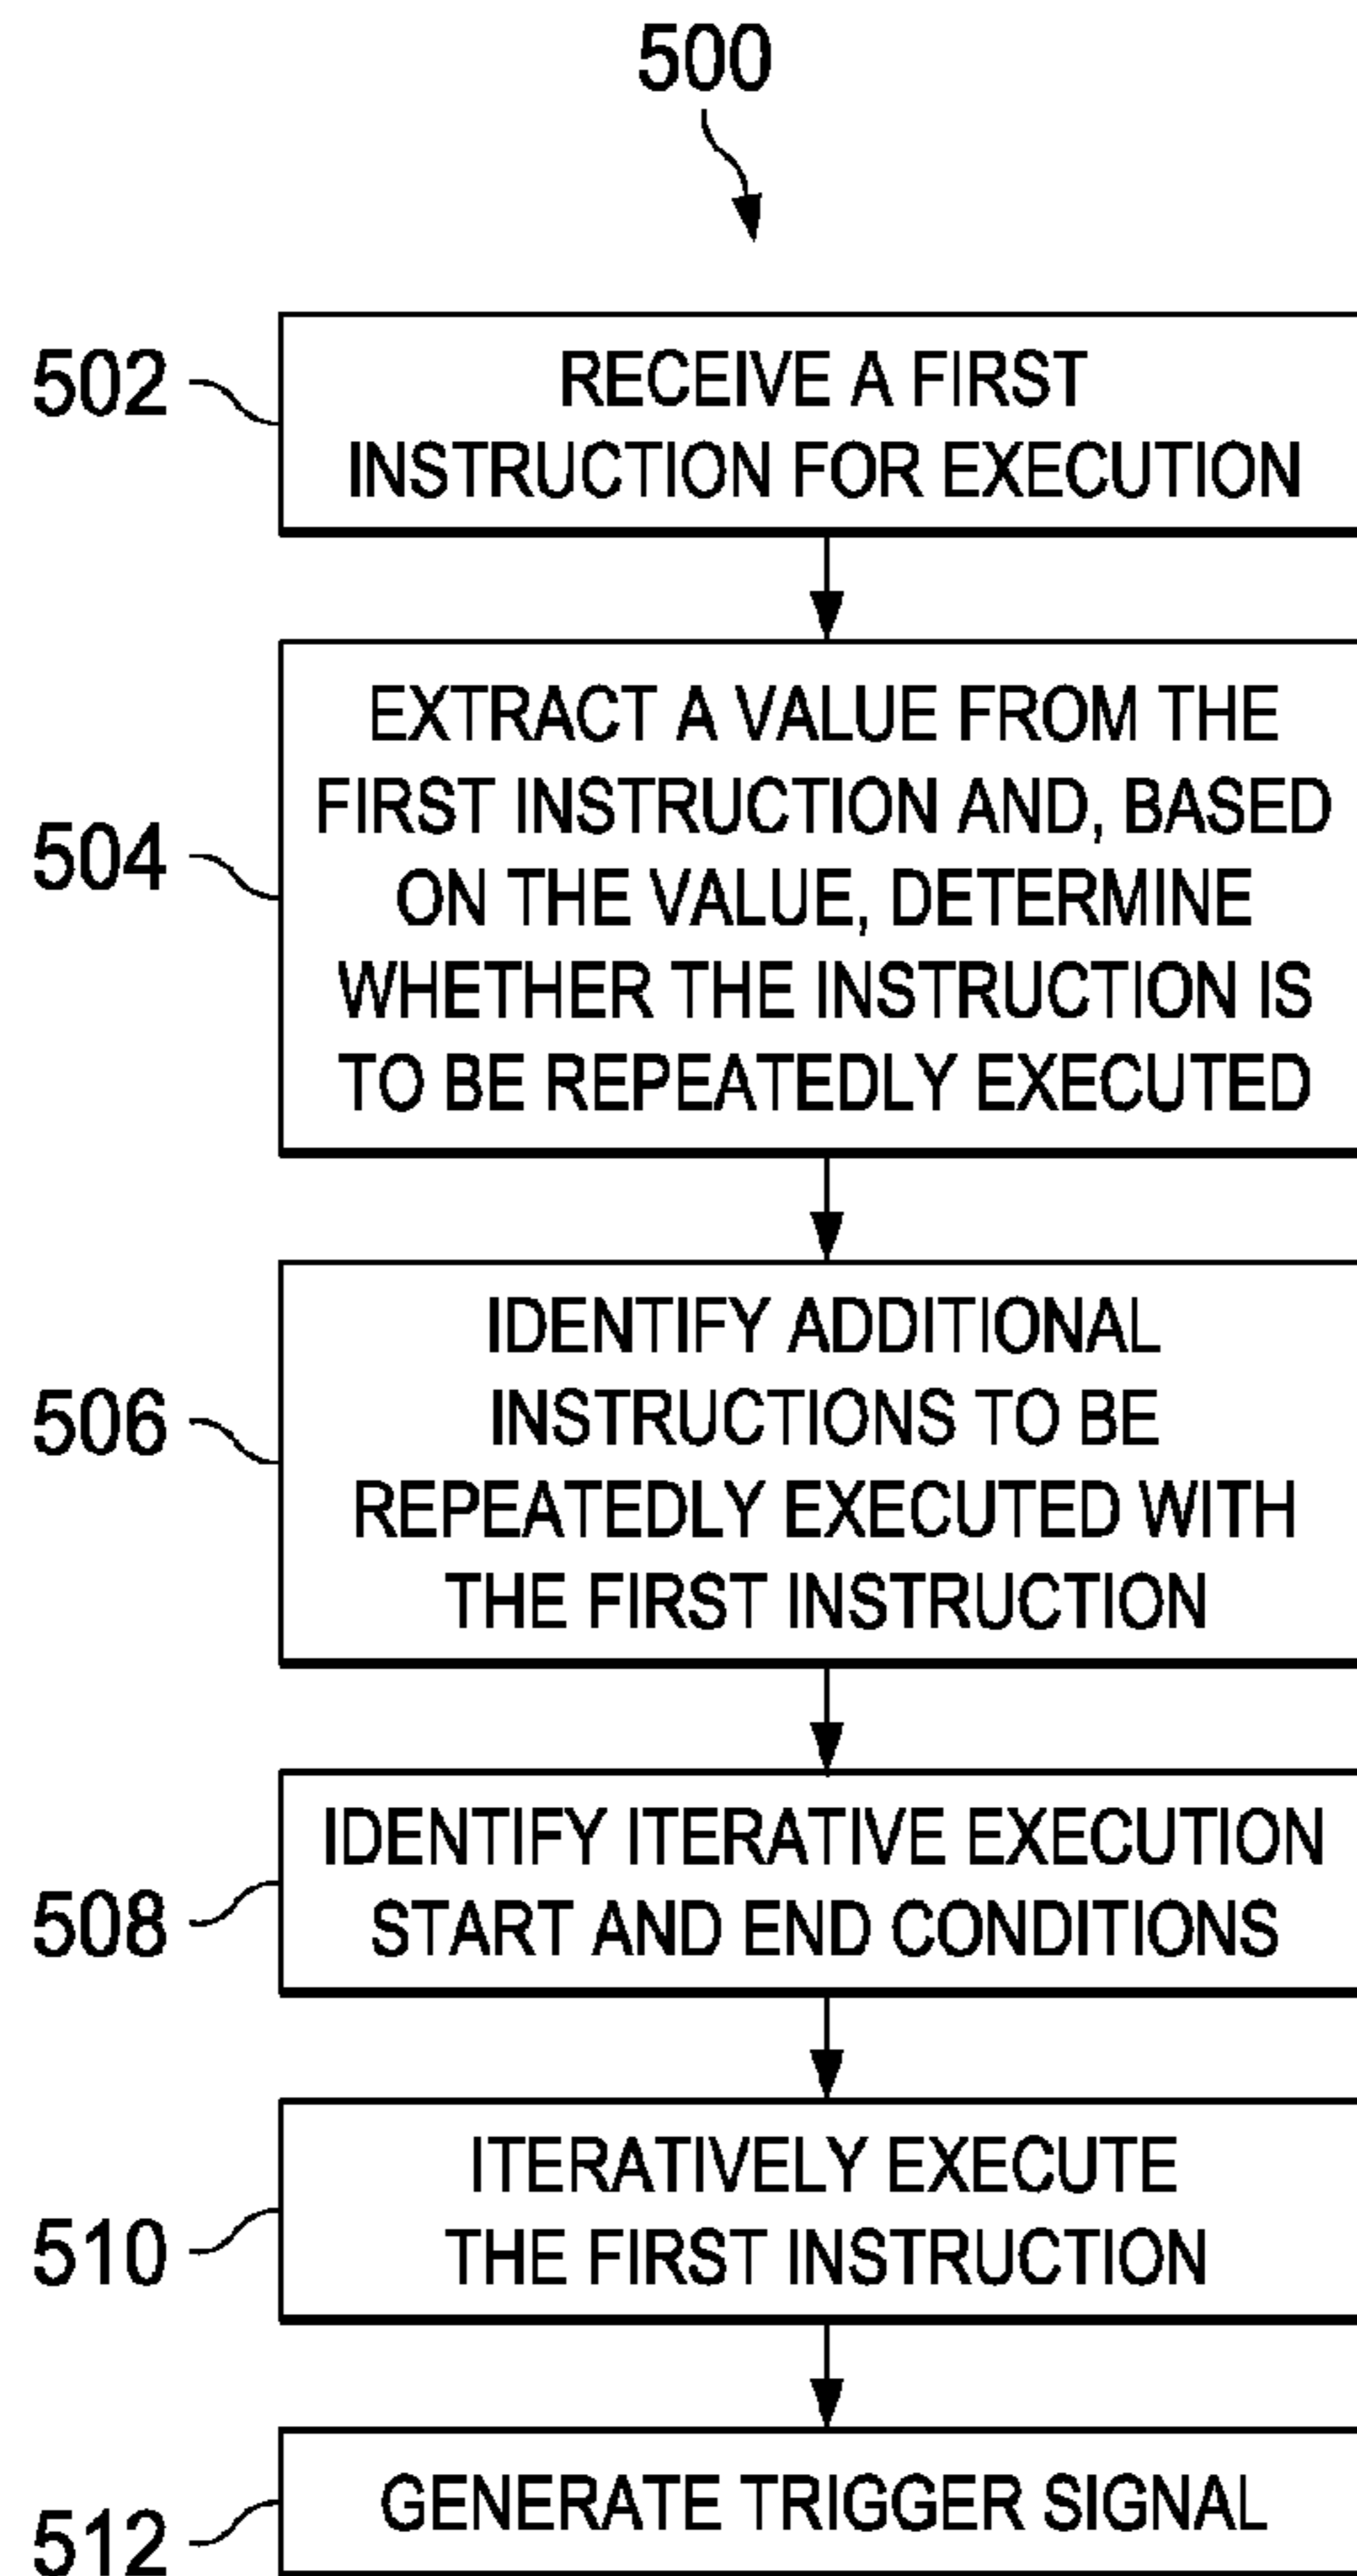 500
502
RECEIVE A FIRST
INSTRUCTION FOR EXECUTION
504
EXTRACT A VALUE FROM THE
FIRST INSTRUCTION AND, BASED
ON THE VALUE, DETERMINE
WHETHER THE INSTRUCTION IS
TO BE REPEATEDLY EXECUTED
506
IDENTIFY ADDITIONAL
INSTRUCTIONS TO BE
REPEATEDLY EXECUTED WITH
THE FIRST INSTRUCTION
508
IDENTIFY ITERATIVE EXECUTION
START AND END CONDITIONS
510
ITERATIVELY EXECUTE
THE FIRST INSTRUCTION
512
GENERATE TRIGGER SIGNAL